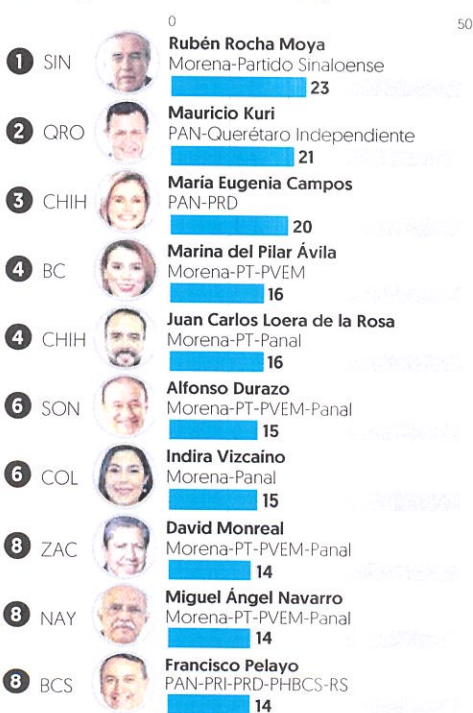 0 50
1 SIN
Rubén Rocha Moya
Morena-Partido Sinaloense
23
2 QRO
Mauricio Kuri
PAN-Querétaro Independiente
21
3 CHIH
María Eugenia Campos
PAN-PRD
20
4 BC
Marina del Pilar Ávila
Morena-PT-PVEM
16
4 CHIH
Juan Carlos Loera de la Rosa
Morena-PT-Panal
16
6 SON
Alfonso Durazo
Morena-PT-PVEM-Panal
15
6 COL
Indira Vizcaíno
Morena-Panal
15
8 ZAC
David Monreal
Morena-PT-PVEM-Panal
14
8 NAY
Miguel Ángel Navarro
Morena-PT-PVEM-Panal
14
8 BCS
Francisco Pelayo
PAN-PRI-PRD-PHBCS-RS
14